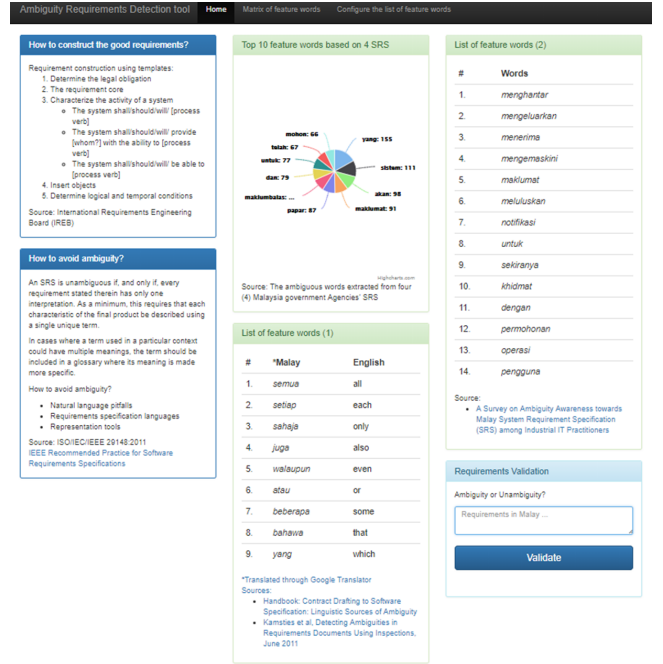 Ambiguity Requirements Detection tool Home Matrix of feature words Configure the list of feature words
How to construct the good requirements?
Requirement construction using templates:
1. Determine the legal obligation
2. The requirement core
3. Characterize the activity of a system
The system shall/should/will/ [process
verb]
The system shall/should/will/ provide
[whom?] with the ability to [process
verb]
The system shall/should/will/ be able to
[process verb]
4. Insert objects
5. Determine logical and temporal conditions
Source: International Requirements Engineering
Board (IREB)
How to avoid ambiguity?
An SRS is unambiguous if, and only if, every
requirement stated therein has only one
interpretation. As a minimum, this requires that each
characteristic of the final product be described using
a single unique term.
In cases where a term used in a particular context
could have multiple meanings, the term should be
included in a glossary where its meaning is made
more specific.
How to avoid ambiguity?
Natural language pitfalls
Requirements specification languages
Representation tools
Source: ISO/IEC/IEEE 29148:2011
IEEE Recommended Practice for Software
Requirements Specifications
Top 10 feature words based on 4 SRS
mohon: 66
yang: 155
telah: 67
untuk: 77
sistem: 111
dan: 79
akan: 98
maklumbalas: ...
maklumat: 91
papar: 87
Highcharts.com
Source: The ambiguous words extracted from four
(4) Malaysia government Agencies' SRS
List of feature words (1)
# *Malay English
1. semua all
2. setiap each
3. sahaja only
4. juga also
5. walaupun even
6. atau or
7. beberapa some
8. bahawa that
9. yang which
*Translated through Google Translator
Sources:
Handbook: Contract Drafting to Software
Specification: Linguistic Sources of Ambiguity
Kamsties et al, Detecting Ambiguities in
Requirements Documents Using Inspections,
June 2011
List of feature words (2)
# Words
1. menghantar
2. mengeluarkan
3. menerima
4. mengemaskini
5. maklumat
6. meluluskan
7. notifikasi
8. untuk
9. sekiranya
10. khidmat
11. dengan
12. permohonan
13. operasi
14. pengguna
Source:
A Survey on Ambiguity Awareness towards
Malay System Requirement Specification
(SRS) among Industrial IT Practitioners
Requirements Validation
Ambiguity or Unambiguity?
Requirements in Malay ...
Validate